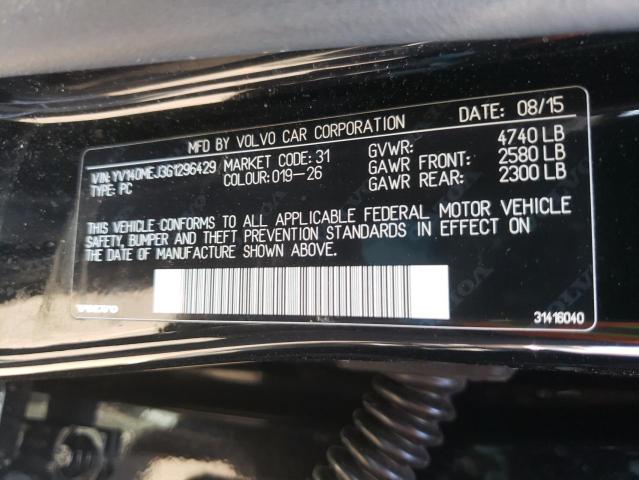 MFD BY VOLVO CAR CORPORATION
DATE: 08/15
VIN: YV140MEJ3G1296429
TYPE: PC
MARKET CODE: 31
COLOUR: 019-26
GVWR: 4740 LB
GAWR FRONT: 2580 LB
GAWR REAR: 2300 LB
THIS VEHICLE CONFORMS TO ALL APPLICABLE FEDERAL MOTOR VEHICLE
SAFETY, BUMPER AND THEFT PREVENTION STANDARDS IN EFFECT ON
THE DATE OF MANUFACTURE SHOWN ABOVE.
VOLVO
31416040